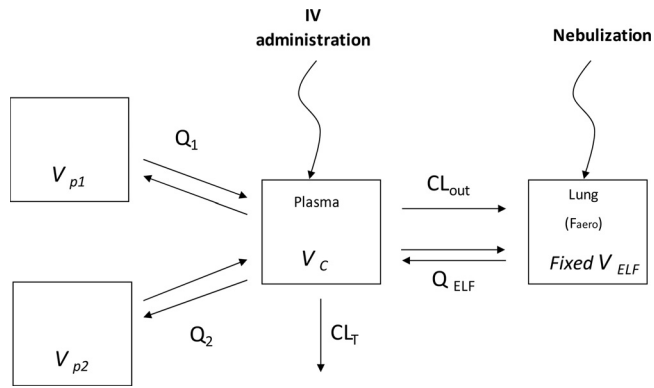 IV
administration
Nebulization
Q1
V p1
Plasma
V C
CLout
Lung
(Faero)
Fixed V ELF
Q ELF
Q2
CLT
V p2